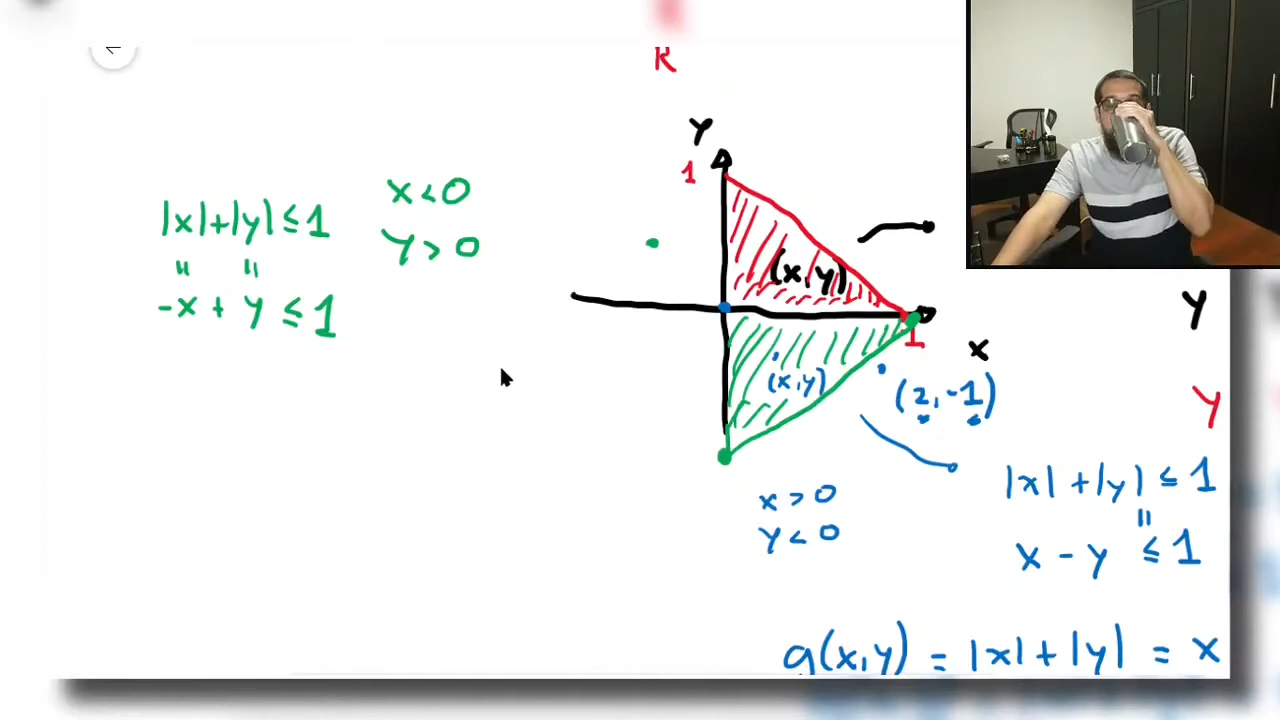 R
Y
1
|x|+|y| ≤ 1
x < 0
y > 0
" "
-x + y ≤ 1
(x,y)
1
x
Y
(x,y)
(2,-1)
Y
x > 0
y < 0
|x| + |y| ≤ 1
"
x - y ≤ 1
g(x,y) = |x| + |y| = x